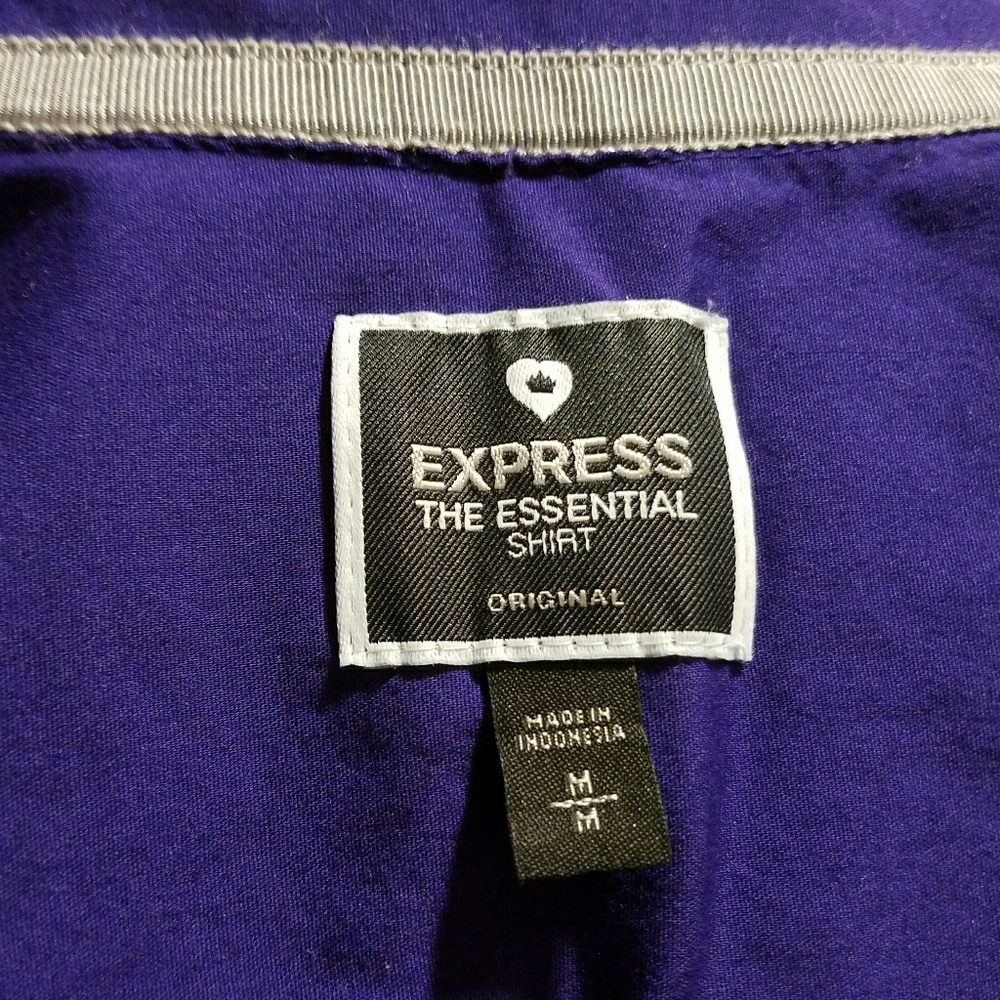 EXPRESS
THE ESSENTIAL
SHIRT
ORIGINAL
MADE IN
INDONESIA
M
M